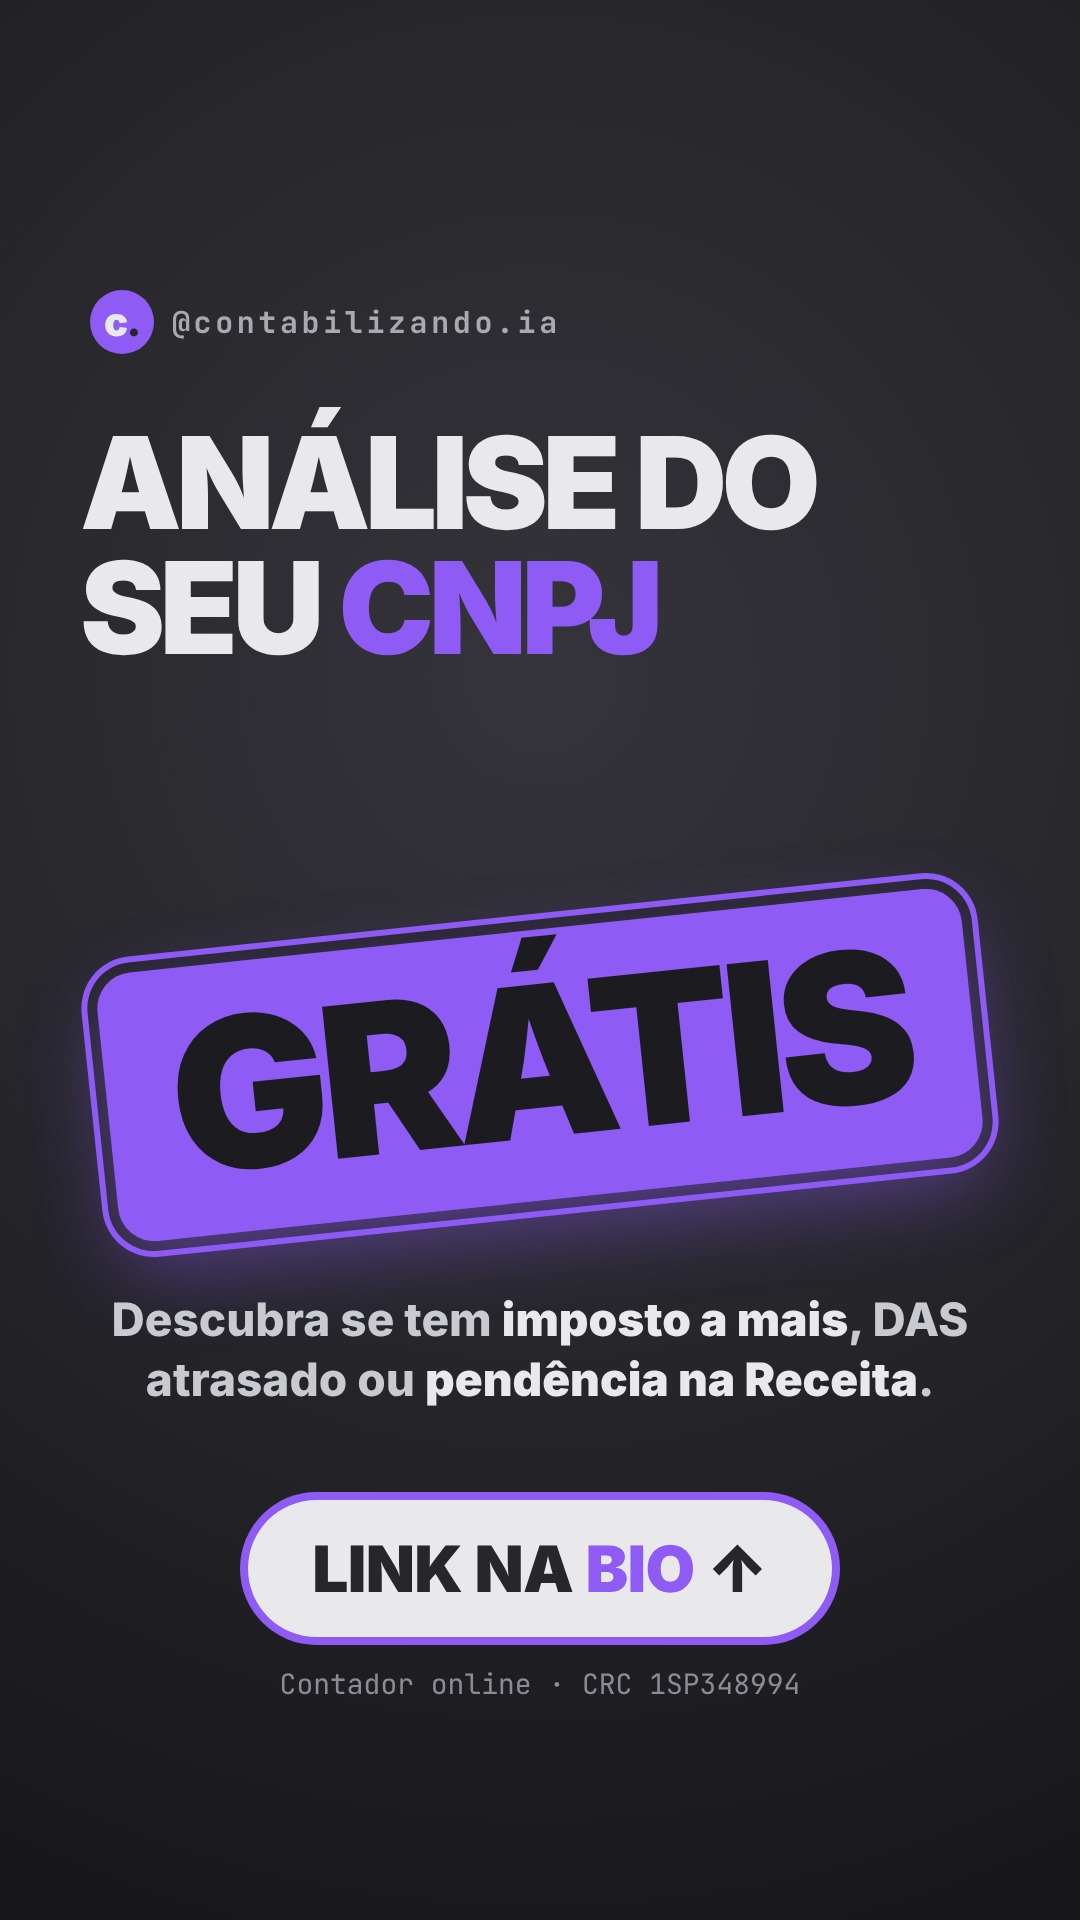 c.
@contabilizando.ia
ANÁLISE DO
SEU CNPJ
GRÁTIS
Descubra se tem imposto a mais, DAS
atrasado ou pendência na Receita.
LINK NA BIO ↑
Contador online · CRC 1SP348994